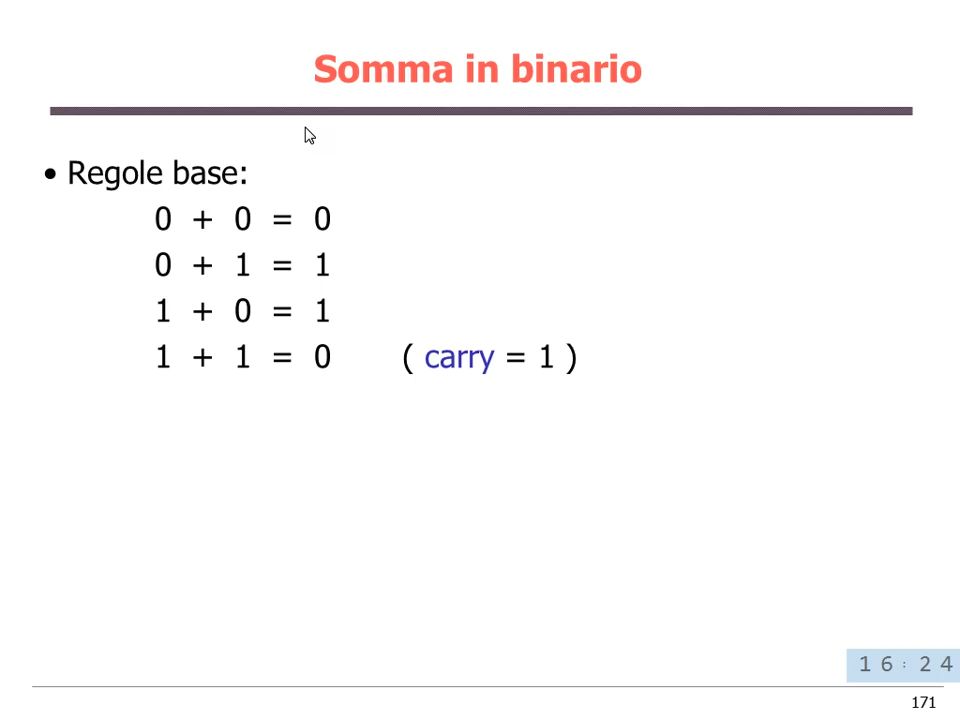 Somma in binario
• Regole base:
0 + 0 = 0
0 + 1 = 1
1 + 0 = 1
1 + 1 = 0 ( carry = 1 )
16:24
171